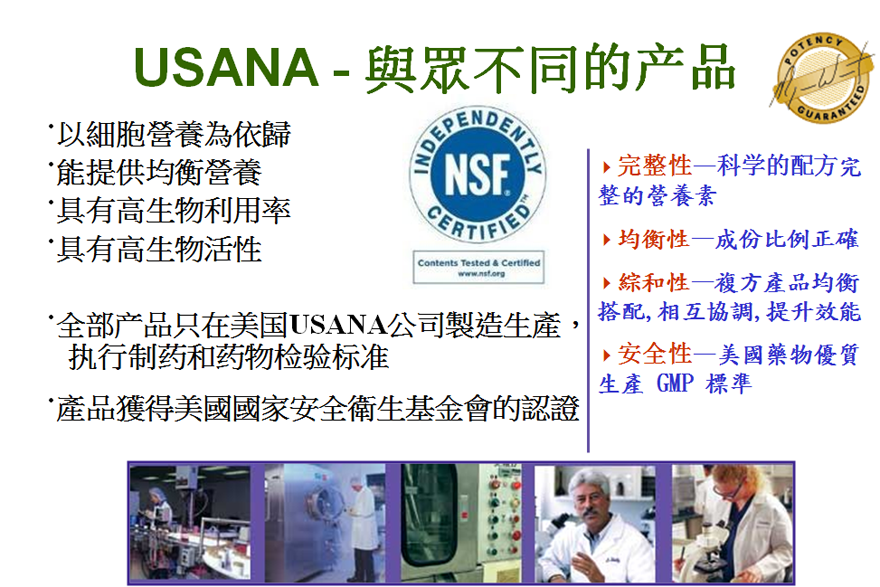 USANA - 與眾不同的产品
POTENCY
GUARANTEED
·以細胞營養為依歸
·能提供均衡營養
·具有高生物利用率
·具有高生物活性
INDEPENDENTLY
NSF®
CERTIFIED™
Contents Tested & Certified
www.nsf.org
·全部产品只在美国USANA公司製造生產，
执行制药和药物检验标准
·產品獲得美國國家安全衛生基金會的認證
完整性—科学的配方完
整的營養素
均衡性—成份比例正確
綜和性—複方產品均衡
搭配,相互協調,提升效能
安全性—美國藥物優質
生產 GMP 標準